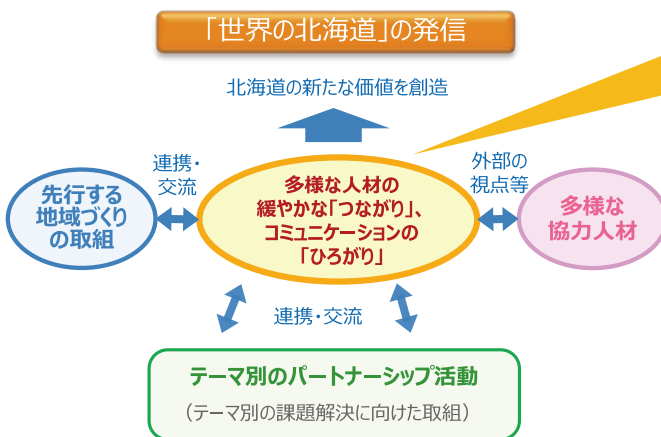 「世界の北海道」の発信
北海道の新たな価値を創造
連携・
交流
外部の
視点等
先行する
地域づくり
の取組
多様な人材の
緩やかな「つながり」、
コミュニケーションの
「ひろがり」
多様な
協力人材
連携・交流
テーマ別のパートナーシップ活動
（テーマ別の課題解決に向けた取組）